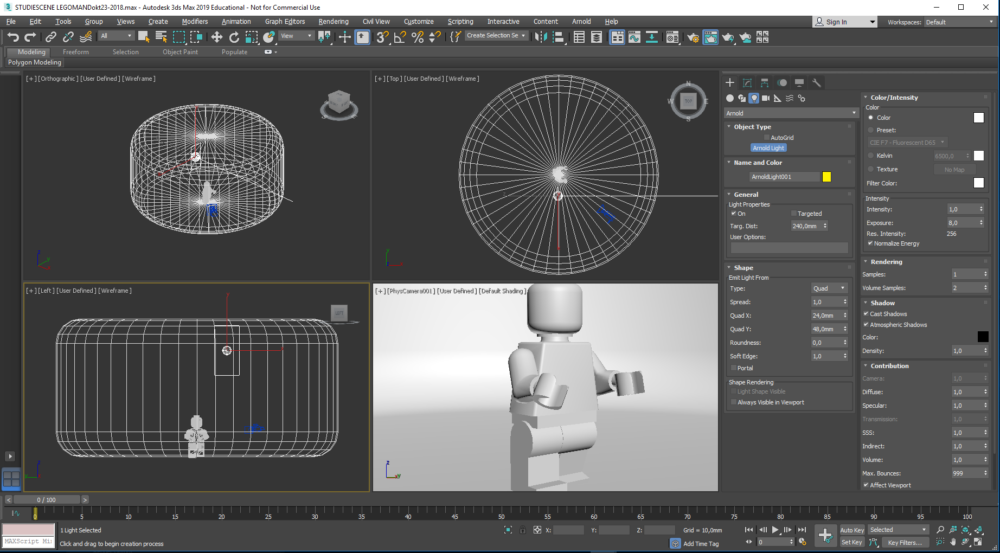 STUDIESCENE LEGOMANDokt23-2018.max - Autodesk 3ds Max 2019 Educational - Not for Commercial Use
File Edit Tools Group Views Create Modifiers Animation Graph Editors Rendering Civil View Customize Scripting Interactive Content Arnold Help Sign In Workspaces: Default
All View Create Selection Se
Modeling Freeform Selection Object Paint Populate
Polygon Modeling
[+] [Orthographic] [User Defined] [Wireframe]
[+] [Top] [User Defined] [Wireframe]
N
W TOP E
S
z
y
x
y
z
x
[+] [Left] [User Defined] [Wireframe]
y
LEFT
z
y
[+] [PhysCamera001] [User Defined] [Default Shading]
z
xy
Arnold
Object Type
AutoGrid
Arnold Light
Name and Color
ArnoldLight001
General
Light Properties
On Targeted
Targ. Dist: 240,0mm
User Options:
Shape
Emit Light From
Type: Quad
Spread: 1,0
Quad X: 24,0mm
Quad Y: 48,0mm
Roundness: 0,0
Soft Edge: 1,0
Portal
Shape Rendering
Light Shape Visible
Always Visible in Viewport
Color/Intensity
Color
Color
Preset:
CIE F7 - Fluorescent D65
Kelvin 6500,0
Texture No Map
Filter Color:
Intensity
Intensity: 1,0
Exposure: 8,0
Res. Intensity: 256
Normalize Energy
Rendering
Samples: 1
Volume Samples: 2
Shadow
Cast Shadows
Atmospheric Shadows
Color:
Density: 1,0
Contribution
Camera: 1,0
Diffuse: 1,0
Specular: 1,0
Transmission: 1,0
SSS: 1,0
Indirect: 1,0
Volume: 1,0
Max. Bounces: 999
Affect Viewport
< 0 / 100 >
0 5 10 15 20 25 30 35 40 45 50 55 60 65 70 75 80 85 90 95 100
1 Light Selected X: Y: Z: Grid = 10,0mm Auto Key Selected
MAXScript Mi Click and drag to begin creation process Add Time Tag 0 Set Key Key Filters...